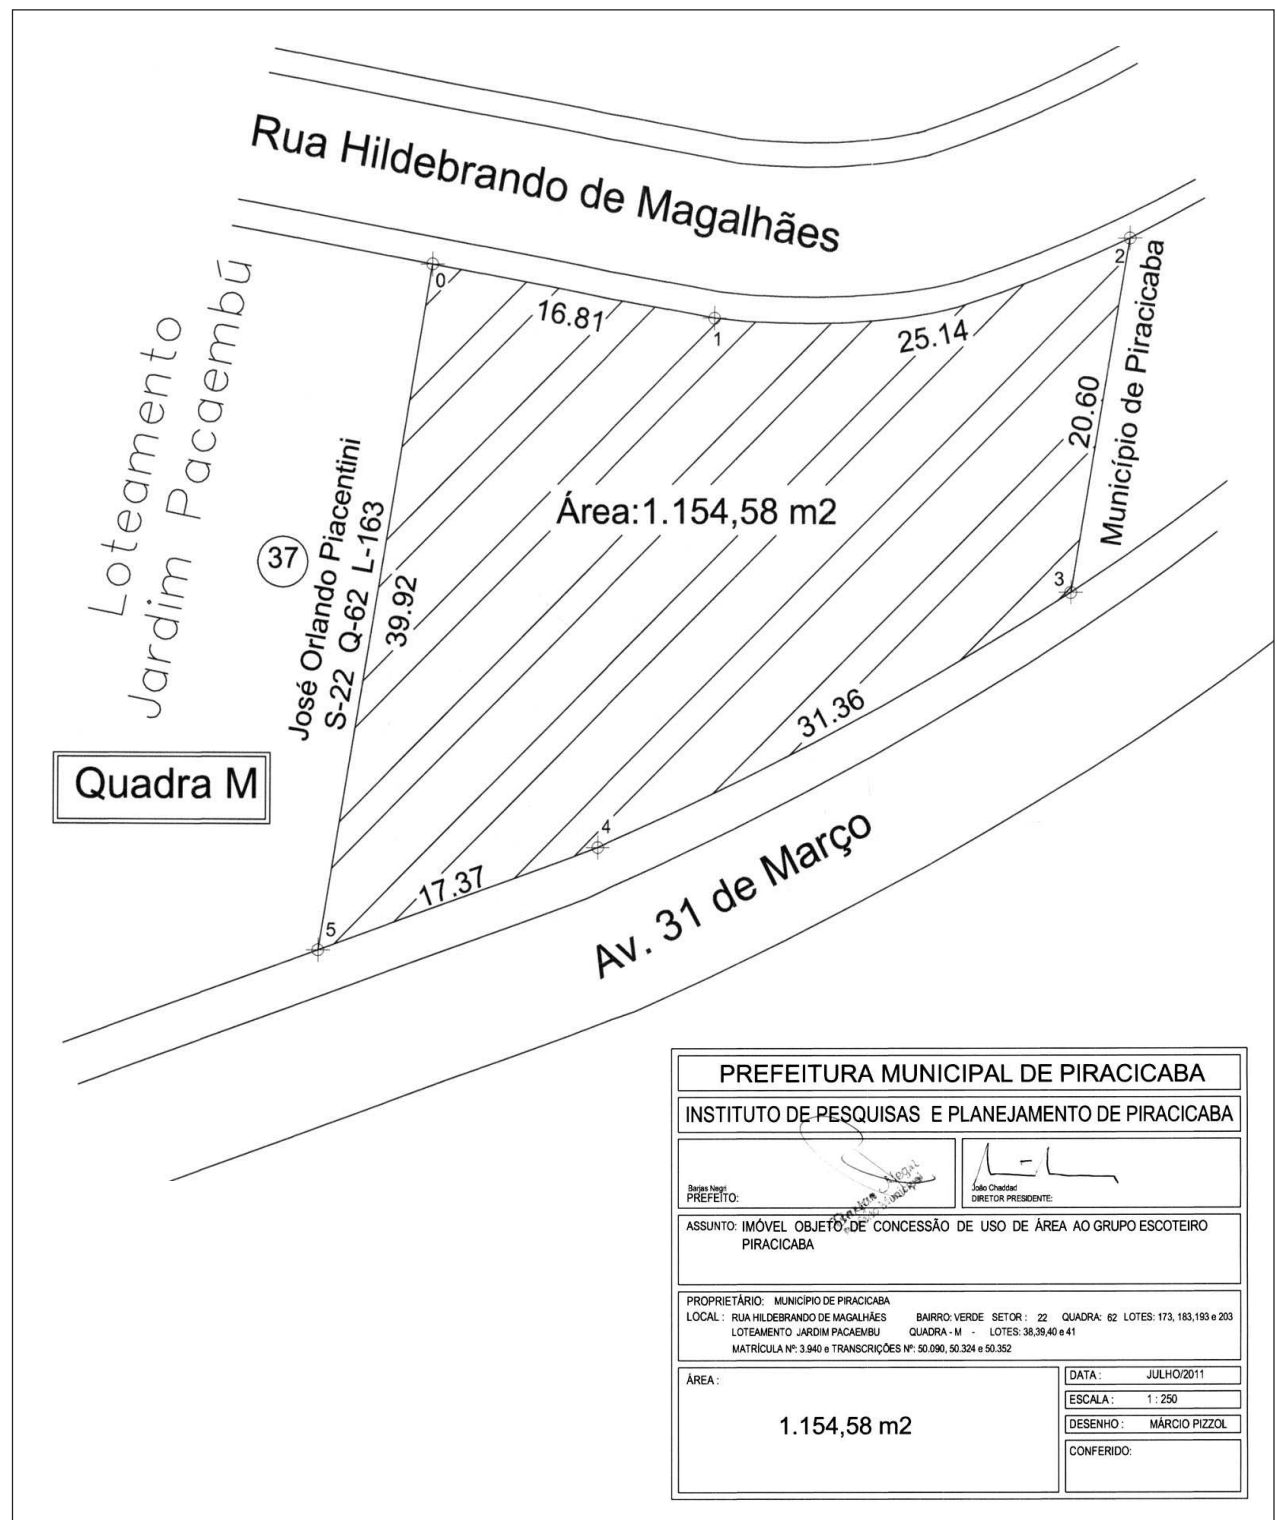 Rua Hildebrando de Magalhães
0
16.81
1
25.14
2
Município de Piracicaba
20.60
Loteamento
Jardim Pacaembú
Área:1.154,58 m2
37
José Orlando Piacentini
S-22 Q-62 L-163
39.92
3
31.36
Quadra M
4
17.37
5
Av. 31 de Março
PREFEITURA MUNICIPAL DE PIRACICABA
INSTITUTO DE PESQUISAS E PLANEJAMENTO DE PIRACICABA
Barjas Negri
PREFEITO:
João Chaddad
DIRETOR PRESIDENTE:
ASSUNTO: IMÓVEL OBJETO DE CONCESSÃO DE USO DE ÁREA AO GRUPO ESCOTEIRO
PIRACICABA
PROPRIETÁRIO: MUNICÍPIO DE PIRACICABA
LOCAL : RUA HILDEBRANDO DE MAGALHÃES BAIRRO: VERDE SETOR : 22 QUADRA: 62 LOTES: 173, 183,193 e 203
LOTEAMENTO JARDIM PACAEMBU QUADRA - M - LOTES: 38,39,40 e 41
MATRÍCULA Nº: 3.940 e TRANSCRIÇÕES Nº: 50.090, 50.324 e 50.352
ÁREA :
1.154,58 m2
DATA : JULHO/2011
ESCALA : 1 : 250
DESENHO : MÁRCIO PIZZOL
CONFERIDO: